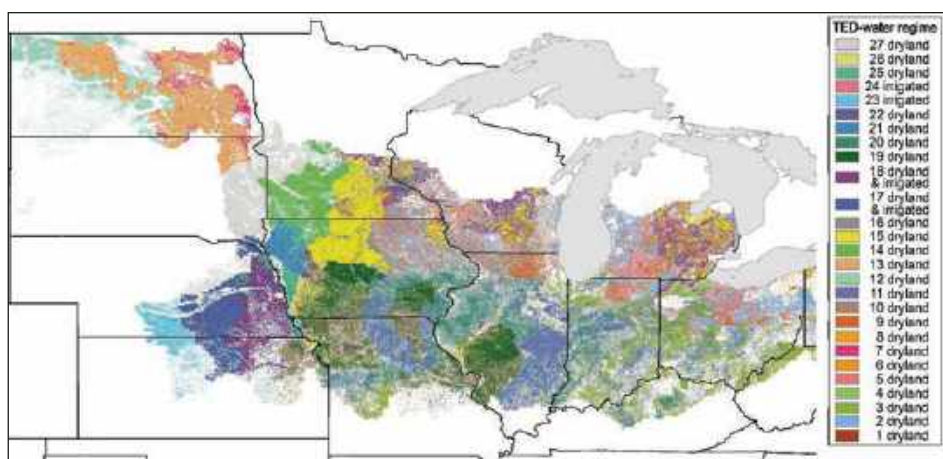 TED-water regime
27 dryland
26 dryland
25 dryland
24 irrigated
23 irrigated
22 dryland
21 dryland
20 dryland
19 dryland
18 dryland
& irrigated
17 dryland
& irrigated
16 dryland
15 dryland
14 dryland
13 dryland
12 dryland
11 dryland
10 dryland
9 dryland
8 dryland
7 dryland
6 dryland
5 dryland
4 dryland
3 dryland
2 dryland
1 dryland